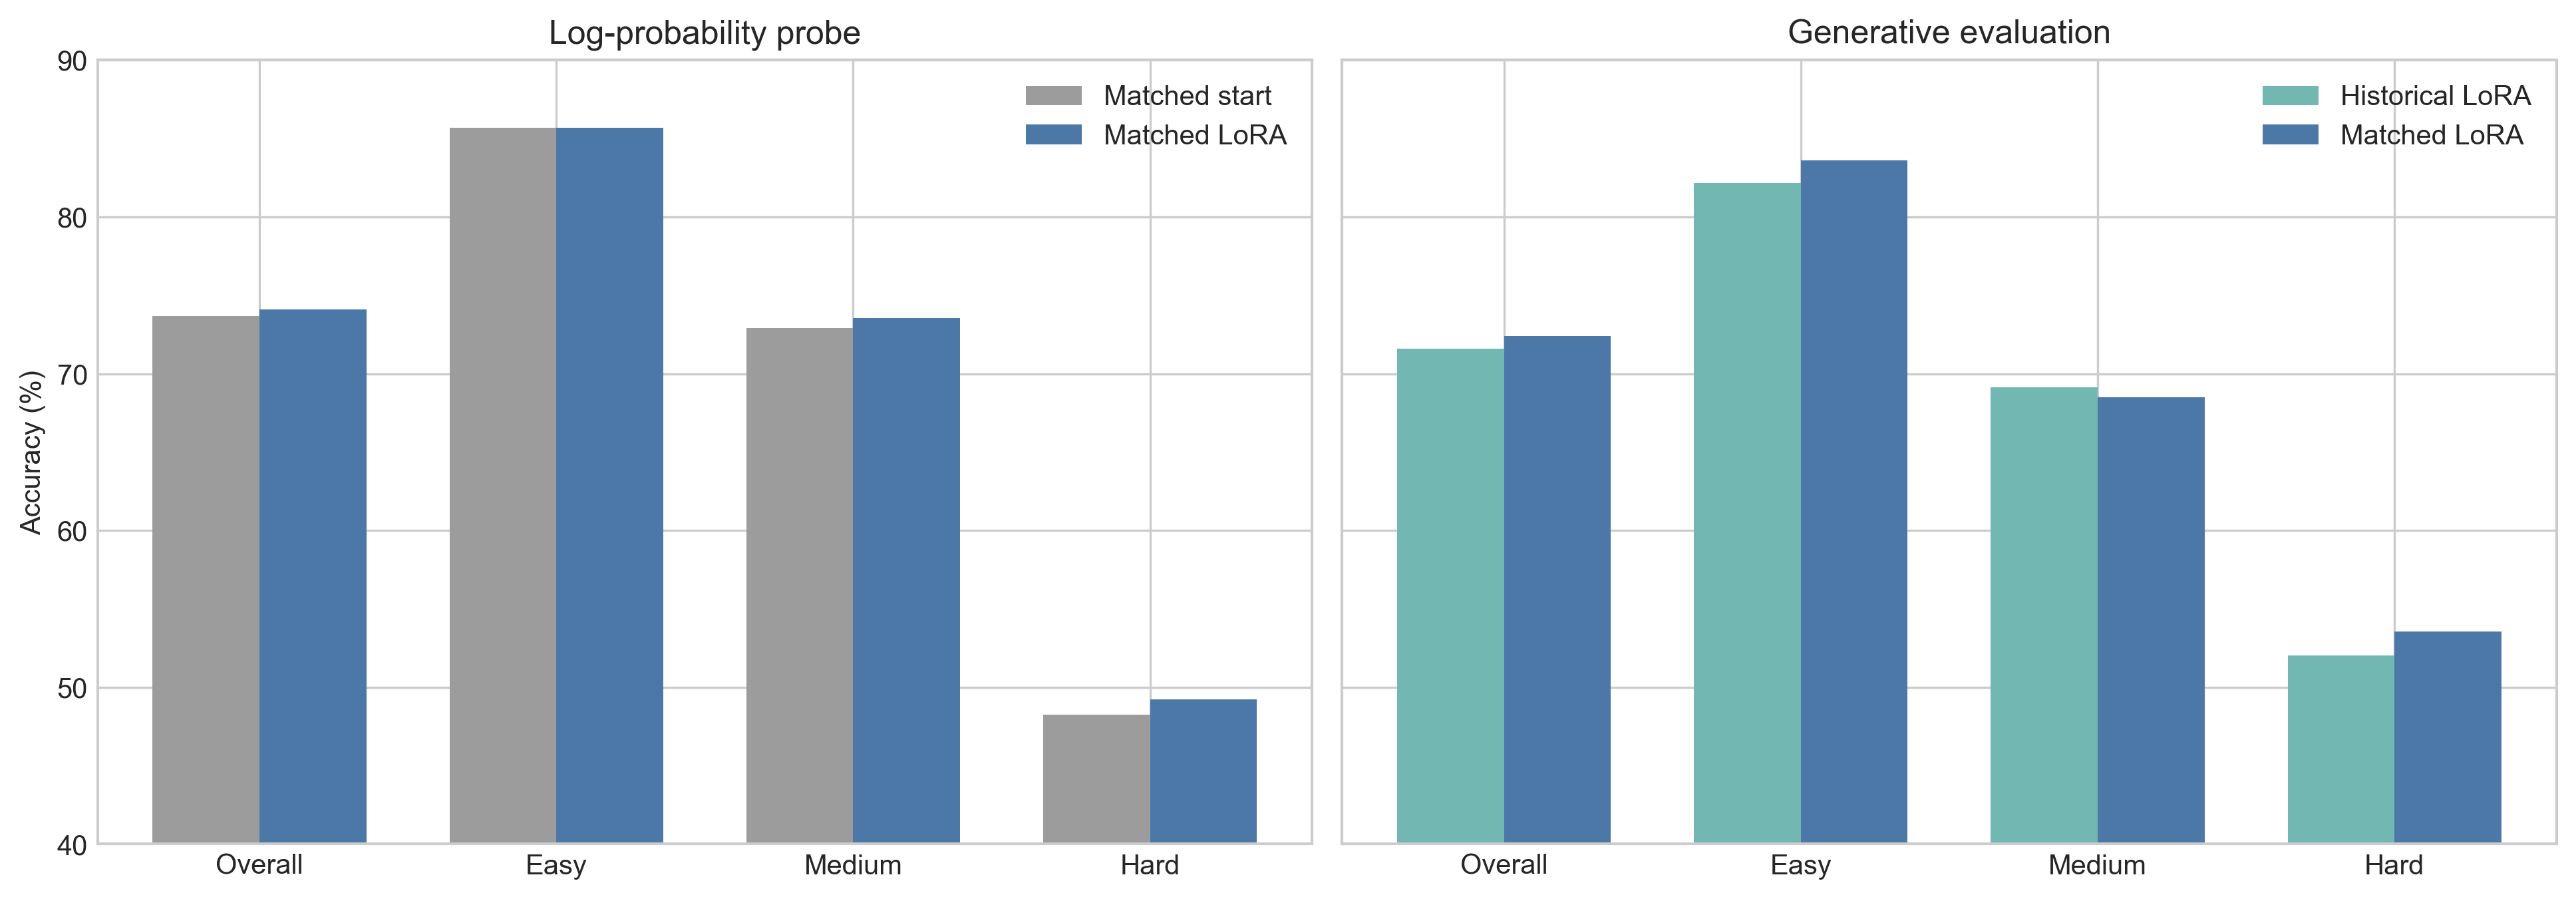 Log-probability probe
Generative evaluation
90
80
70
60
50
40
Accuracy (%)
Matched start
Matched LoRA
Historical LoRA
Matched LoRA
Overall
Easy
Medium
Hard
Overall
Easy
Medium
Hard